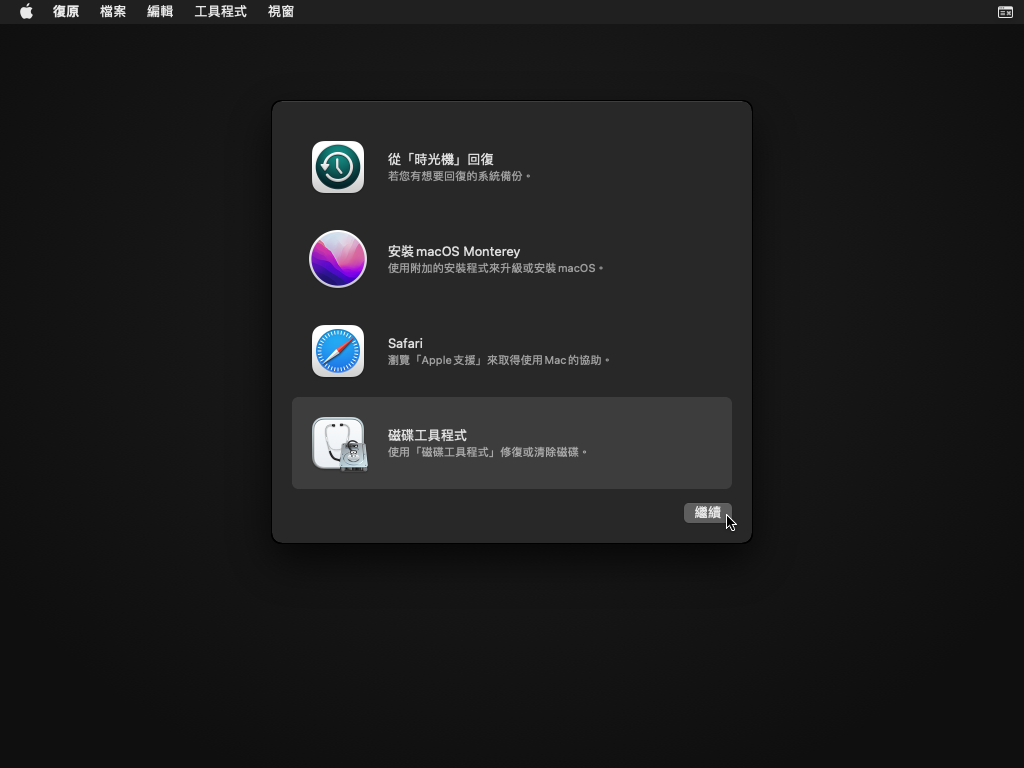 復原 檔案 編輯 工具程式 視窗
從「時光機」回復
若您有想要回復的系統備份。
安裝 macOS Monterey
使用附加的安裝程式來升級或安裝 macOS。
Safari
瀏覽「Apple 支援」來取得使用 Mac 的協助。
磁碟工具程式
使用「磁碟工具程式」修復或清除磁碟。
繼續